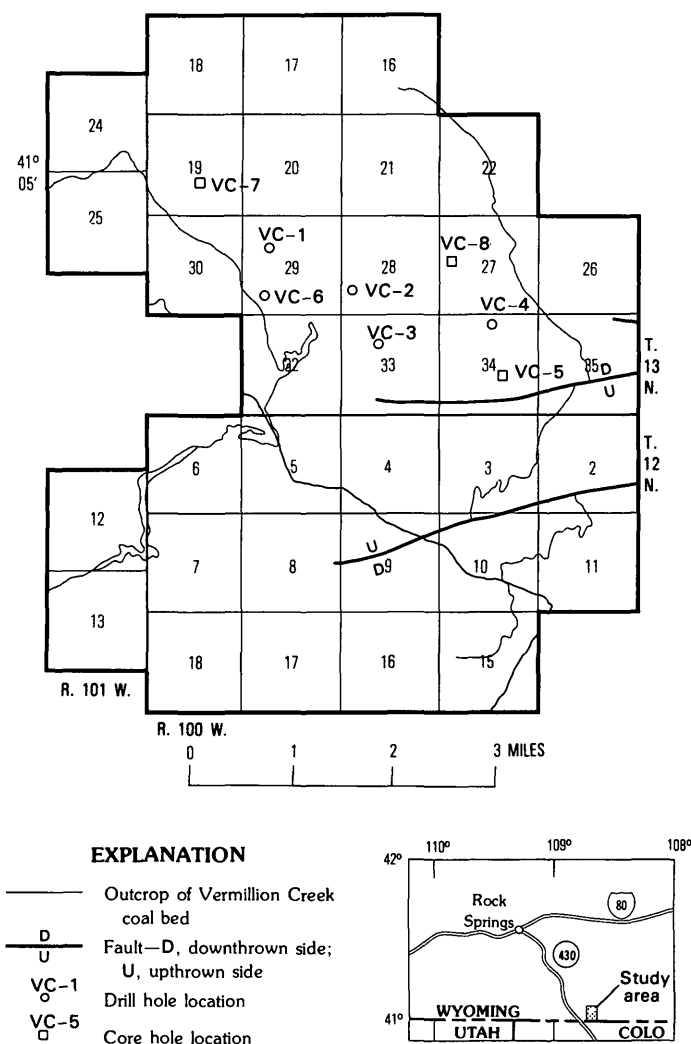 18 17 16
24
41°
05'
19 20 21 22
VC-7
25
VC-1 VC-8
30 29 28 27 26
VC-6 VC-2 VC-4
VC-3
33 34 VC-5 35 D
U
T.
13
N.
T.
12
N.
6 5 4 3 2
12
U
7 8 D 9 10 11
13
18 17 16 15
R. 101 W.
R. 100 W.
0 1 2 3 MILES
EXPLANATION
Outcrop of Vermillion Creek
coal bed
D
U
Fault—D, downthrown side;
U, upthrown side
VC-1
Drill hole location
VC-5
Core hole location
110° 109° 108°
42°
Rock
Springs
80
430
Study
area
41°
WYOMING
UTAH COLO